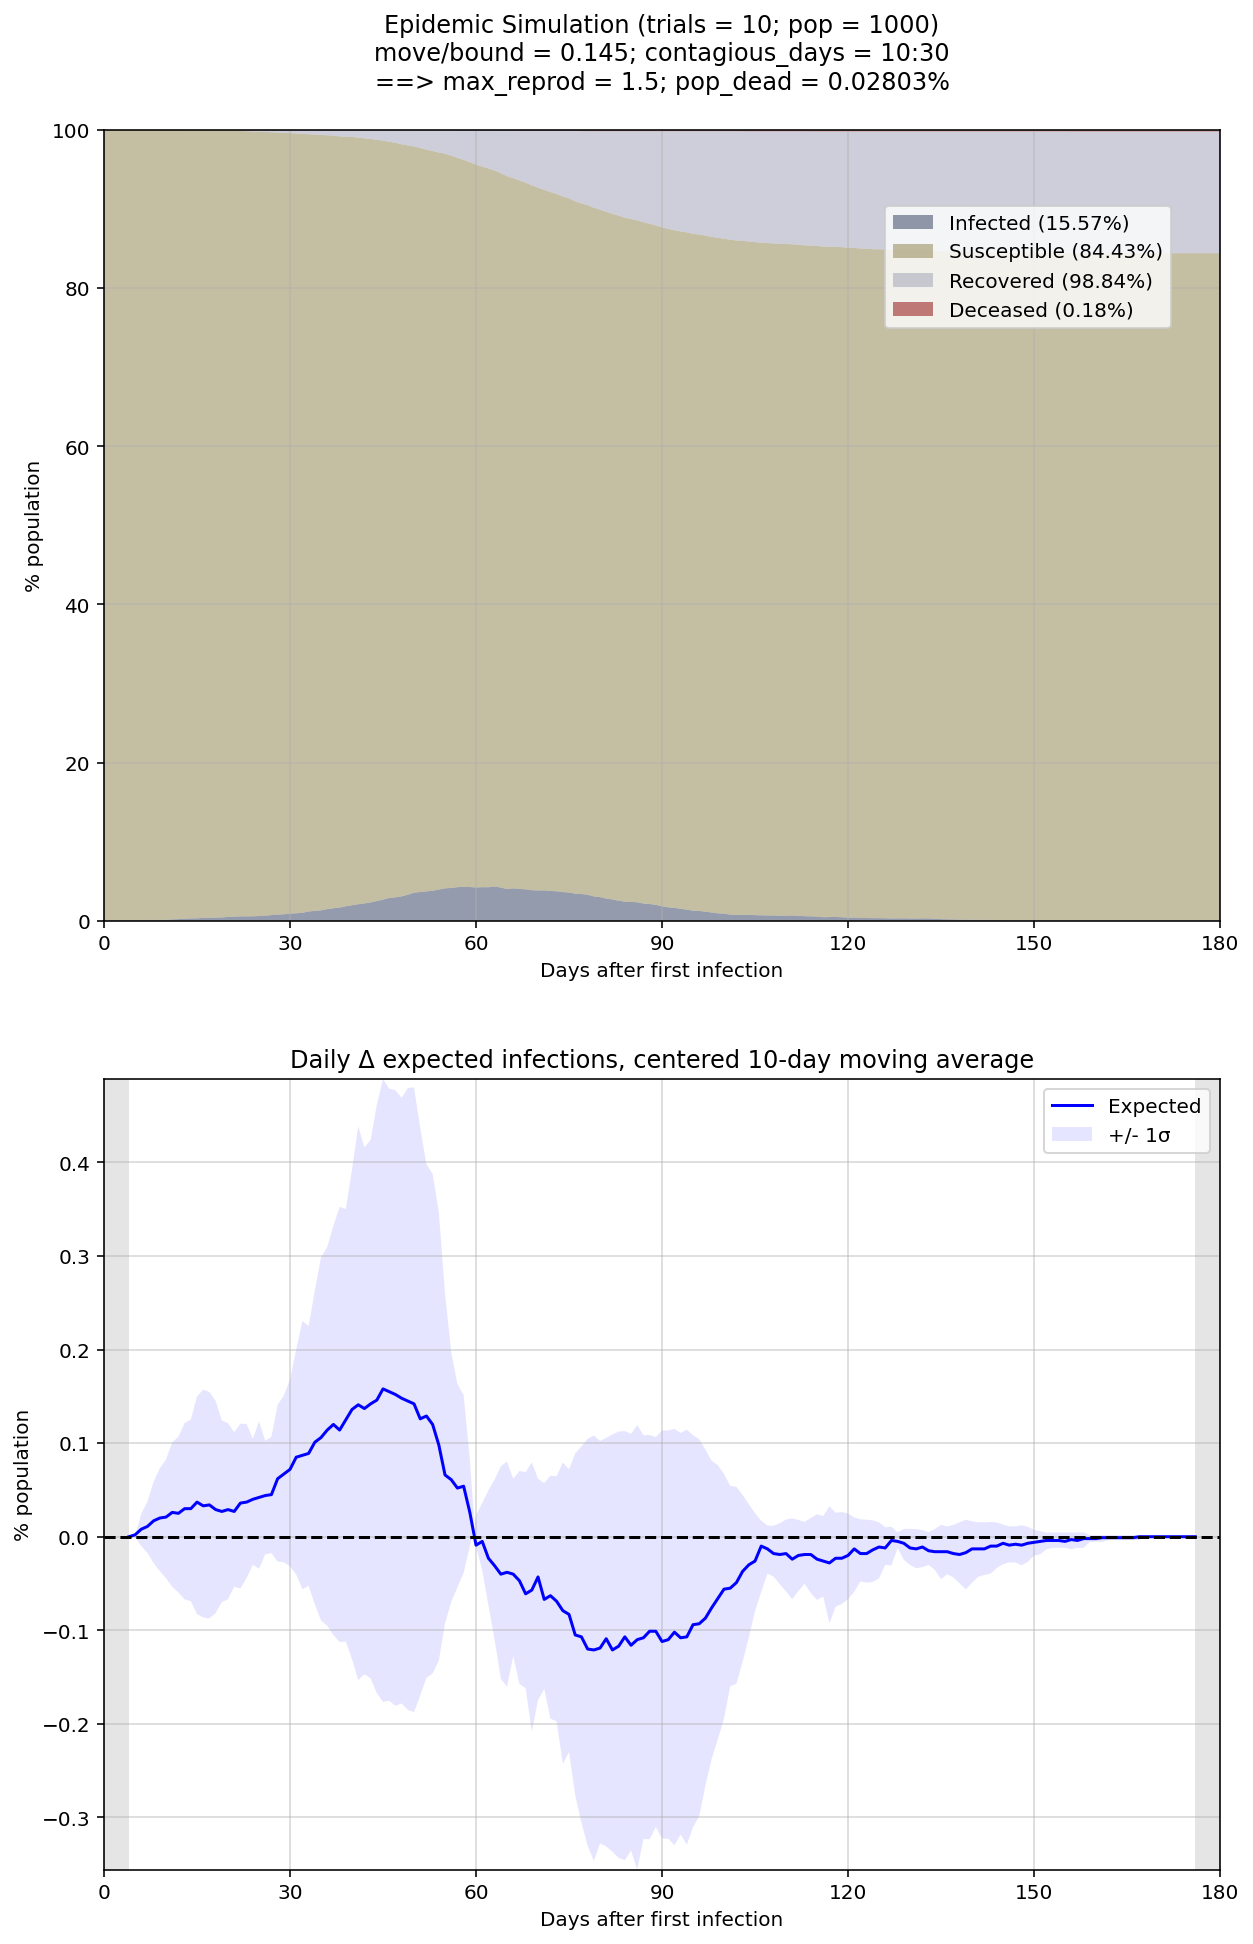 Epidemic Simulation (trials = 10; pop = 1000)
move/bound = 0.145; contagious_days = 10:30
==> max_reprod = 1.5; pop_dead = 0.02803%
100
80
60
40
20
0
% population
Infected (15.57%)
Susceptible (84.43%)
Recovered (98.84%)
Deceased (0.18%)
0 30 60 90 120 150 180
Days after first infection
Daily Δ expected infections, centered 10-day moving average
0.4
0.3
0.2
0.1
0.0
−0.1
−0.2
−0.3
% population
Expected
+/- 1σ
0 30 60 90 120 150 180
Days after first infection